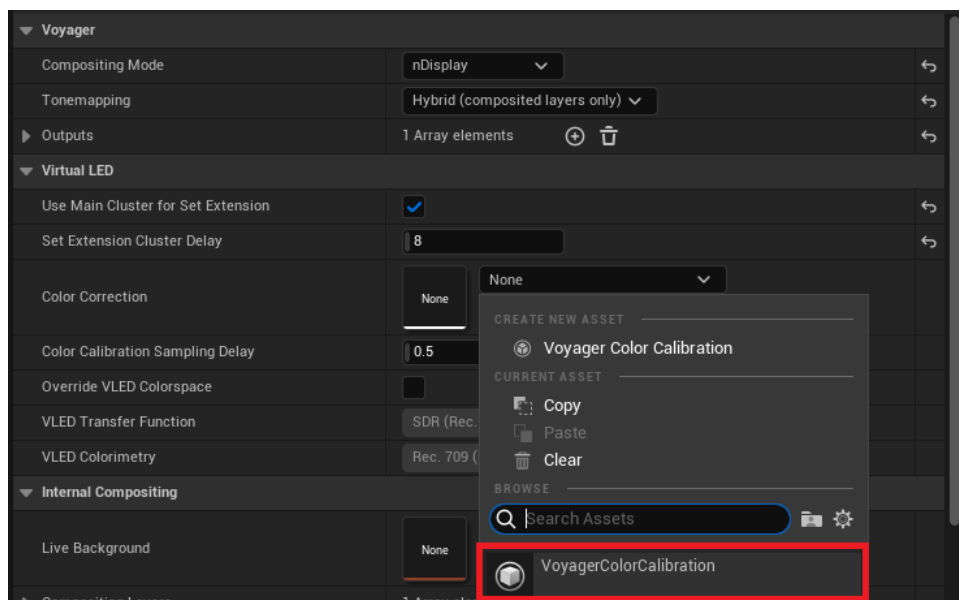 Voyager
Compositing Mode
nDisplay
Tonemapping
Hybrid (composited layers only)
Outputs
1 Array elements
Virtual LED
Use Main Cluster for Set Extension
Set Extension Cluster Delay
8
Color Correction
None
None
CREATE NEW ASSET
Voyager Color Calibration
CURRENT ASSET
Copy
Paste
Clear
BROWSE
Search Assets
VoyagerColorCalibration
Color Calibration Sampling Delay
0.5
Override VLED Colorspace
VLED Transfer Function
SDR (Rec.
VLED Colorimetry
Rec. 709 (
Internal Compositing
Live Background
None